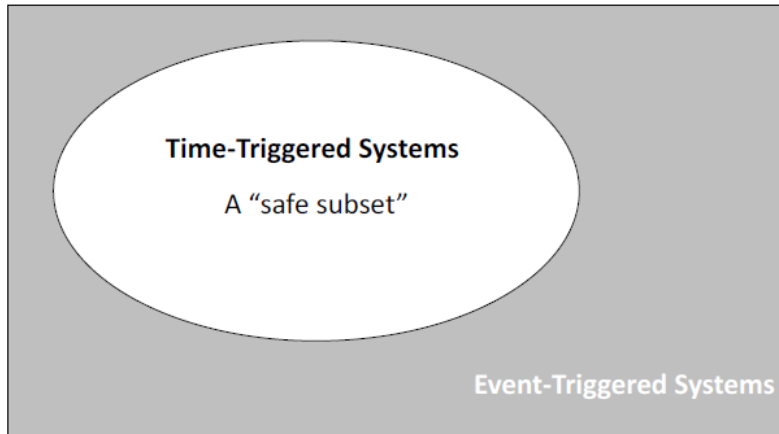 Time-Triggered Systems
A “safe subset”
Event-Triggered Systems